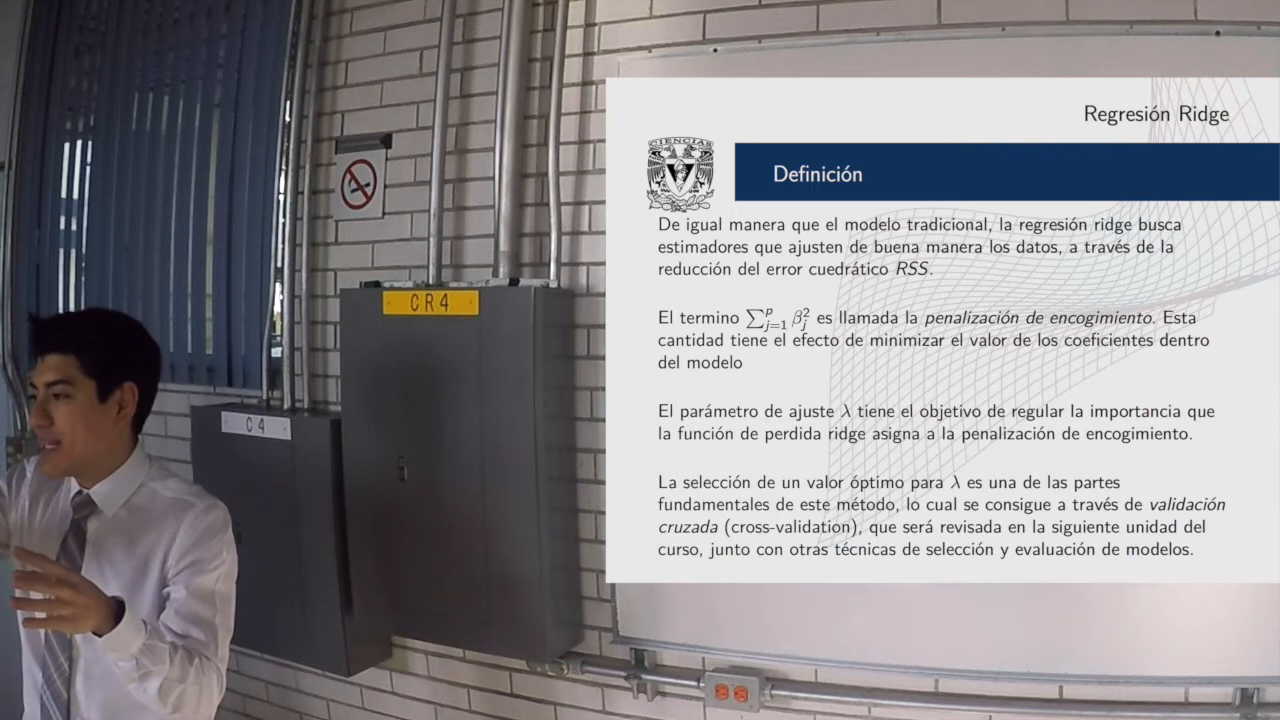 Regresión Ridge
CIENCIAS
Definición
De igual manera que el modelo tradicional, la regresión ridge busca
estimadores que ajusten de buena manera los datos, a través de la
reducción del error cuedrático RSS.
El termino $\sum_{j=1}^{p} \beta_j^2$ es llamada la penalización de encogimiento. Esta
cantidad tiene el efecto de minimizar el valor de los coeficientes dentro
del modelo
El parámetro de ajuste λ tiene el objetivo de regular la importancia que
la función de perdida ridge asigna a la penalización de encogimiento.
La selección de un valor óptimo para λ es una de las partes
fundamentales de este método, lo cual se consigue a través de validación
cruzada (cross-validation), que será revisada en la siguiente unidad del
curso, junto con otras técnicas de selección y evaluación de modelos.
CR4
C4